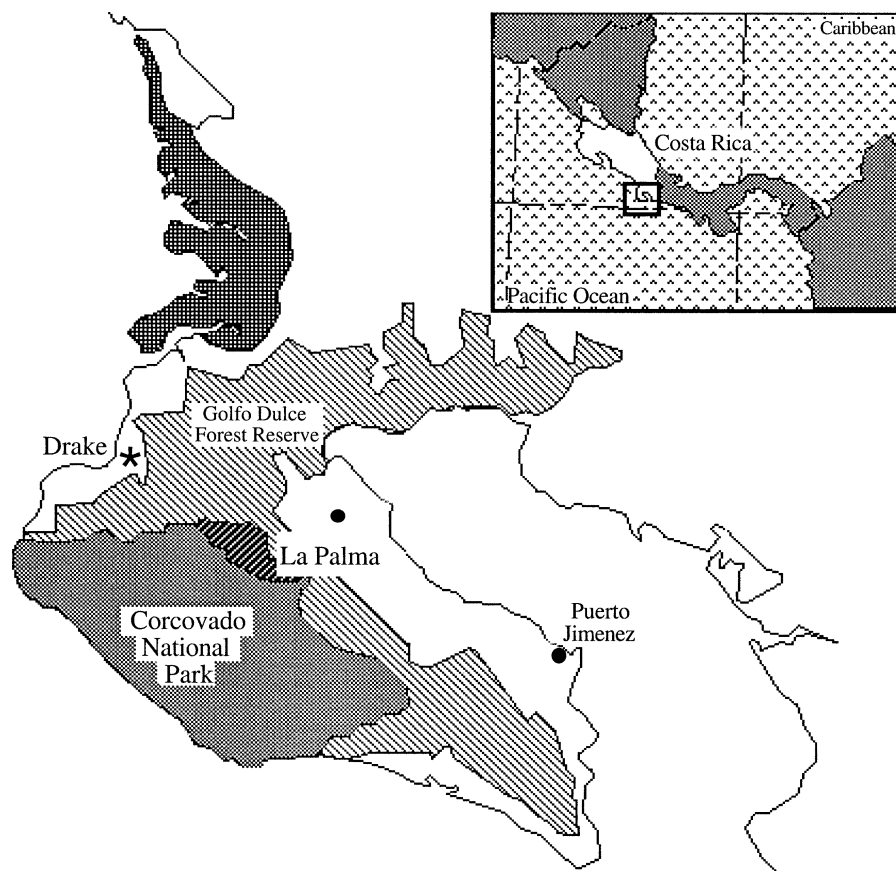 Caribbean
Costa Rica
Pacific Ocean
Golfo Dulce
Forest Reserve
Drake
La Palma
Corcovado
National
Park
Puerto
Jimenez